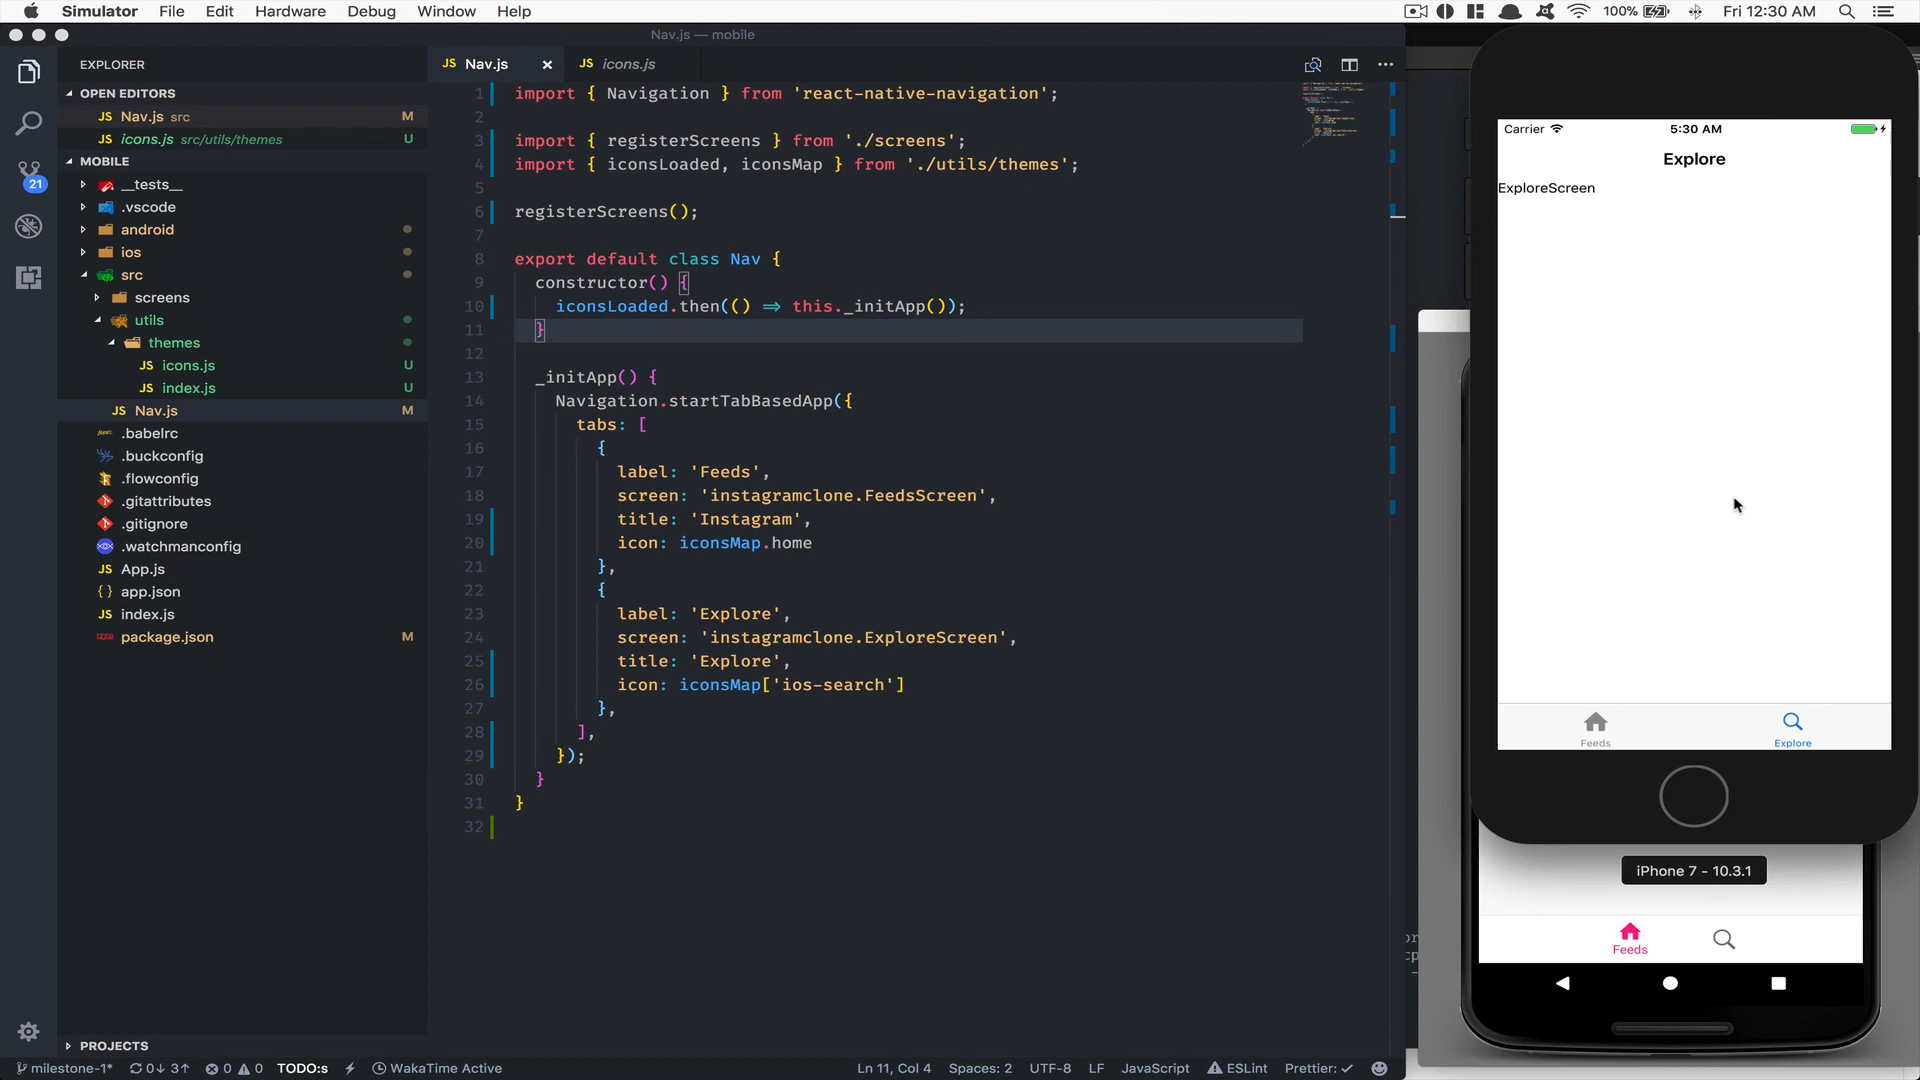 Simulator File Edit Hardware Debug Window Help 100% Fri 12:30 AM
Nav.js — mobile
EXPLORER
OPEN EDITORS
JS Nav.js src M
JS icons.js src/utils/themes U
MOBILE
__tests__
.vscode
android
ios
src
screens
utils
themes
JS icons.js U
JS index.js U
JS Nav.js M
.babelrc
.buckconfig
.flowconfig
.gitattributes
.gitignore
.watchmanconfig
JS App.js
{ } app.json
JS index.js
package.json M
PROJECTS
21
JS Nav.js ×
JS icons.js
1 import { Navigation } from 'react-native-navigation';
2
3 import { registerScreens } from './screens';
4 import { iconsLoaded, iconsMap } from './utils/themes';
5
6 registerScreens();
7
8 export default class Nav {
9 constructor() {
10 iconsLoaded.then(() => this._initApp());
11 }
12
13 _initApp() {
14 Navigation.startTabBasedApp({
15 tabs: [
16 {
17 label: 'Feeds',
18 screen: 'instagramclone.FeedsScreen',
19 title: 'Instagram',
20 icon: iconsMap.home
21 },
22 {
23 label: 'Explore',
24 screen: 'instagramclone.ExploreScreen',
25 title: 'Explore',
26 icon: iconsMap['ios-search']
27 },
28 ],
29 });
30 }
31 }
32
Carrier 5:30 AM
Explore
ExploreScreen
Feeds
Explore
iPhone 7 – 10.3.1
Feeds
milestone-1* 0↓ 3↑ 0 0 TODO:s WakaTime Active Ln 11, Col 4 Spaces: 2 UTF-8 LF JavaScript ESLint Prettier: ✓